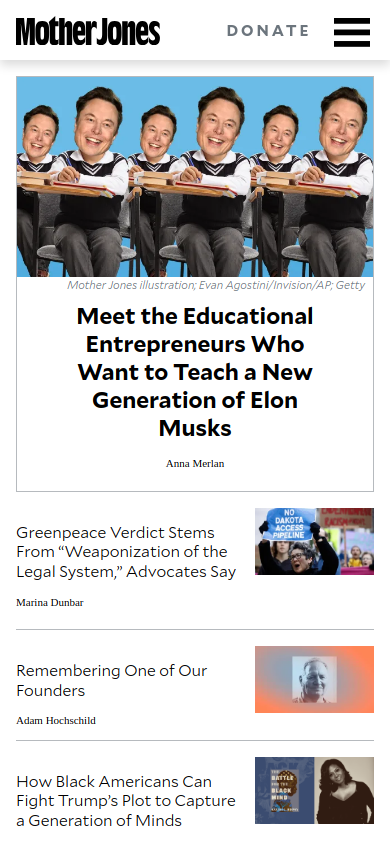 Mother Jones
DONATE
Mother Jones illustration; Evan Agostini/Invision/AP; Getty
Meet the Educational
Entrepreneurs Who
Want to Teach a New
Generation of Elon
Musks
Anna Merlan
Greenpeace Verdict Stems
From “Weaponization of the
Legal System,” Advocates Say
Marina Dunbar
NO
DAKOTA
ACCESS
PIPELINE
Remembering One of Our
Founders
Adam Hochschild
How Black Americans Can
Fight Trump’s Plot to Capture
a Generation of Minds
THE
BATTLE
FOR THE
BLACK
MIND